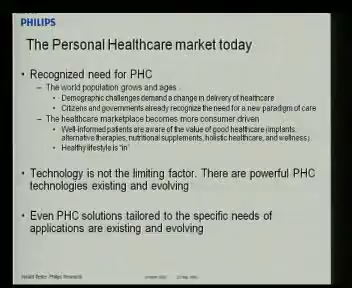 PHILIPS
The Personal Healthcare market today
• Recognized need for PHC
– The world population grows and ages
• Demographic challenges demand a change in delivery of healthcare
• Citizens and governments already recognize the need for a new paradigm of care
– The healthcare marketplace becomes more consumer driven
• Well-informed patients are aware of the value of good healthcare (implants,
alternative therapies, nutritional supplements, holistic healthcare, and wellness).
• Healthy lifestyle is "in"
• Technology is not the limiting factor. There are powerful PHC
technologies existing and evolving
• Even PHC solutions tailored to the specific needs of
applications are existing and evolving